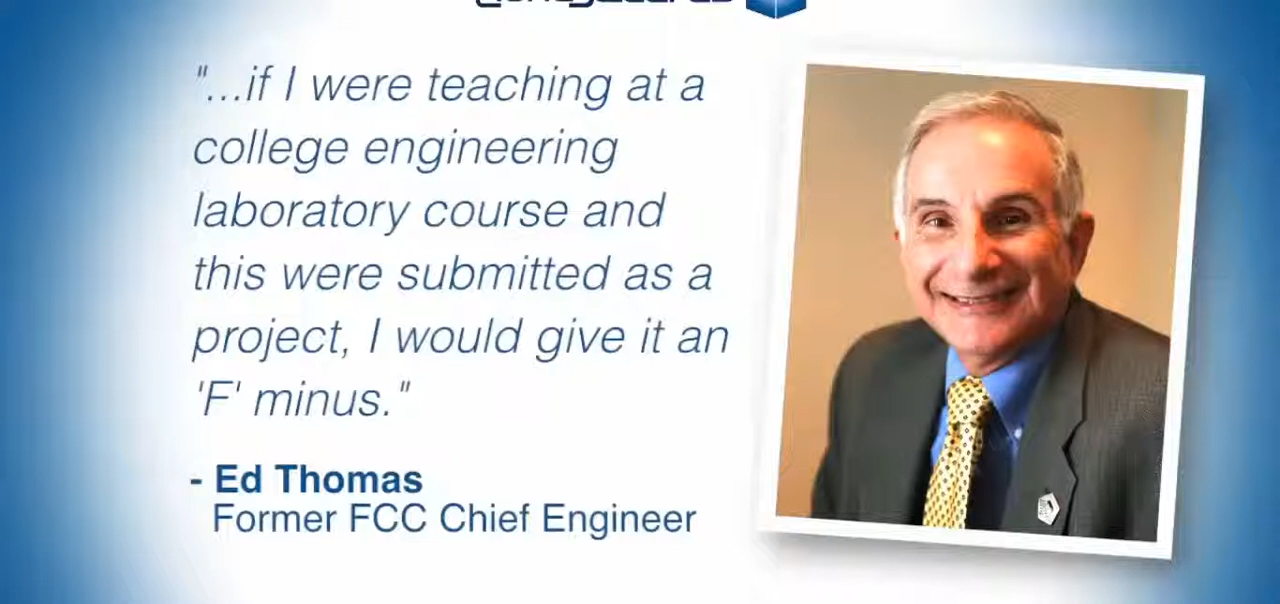 "...if I were teaching at a
college engineering
laboratory course and
this were submitted as a
project, I would give it an
'F' minus."
- Ed Thomas
Former FCC Chief Engineer